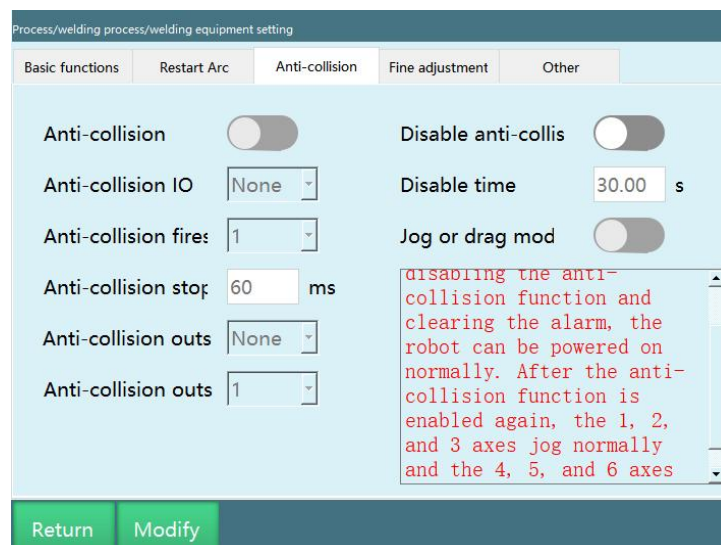 Process/welding process/welding equipment setting
Basic functions Restart Arc Anti-collision Fine adjustment Other
Anti-collision Disable anti-collis
Anti-collision IO None Disable time 30.00 s
Anti-collision fires 1 Jog or drag mod
Anti-collision stop 60 ms
Anti-collision outs None
Anti-collision outs 1
disabling the anti-
collision function and
clearing the alarm, the
robot can be powered on
normally. After the anti-
collision function is
enabled again, the 1, 2,
and 3 axes jog normally
and the 4, 5, and 6 axes
Return Modify